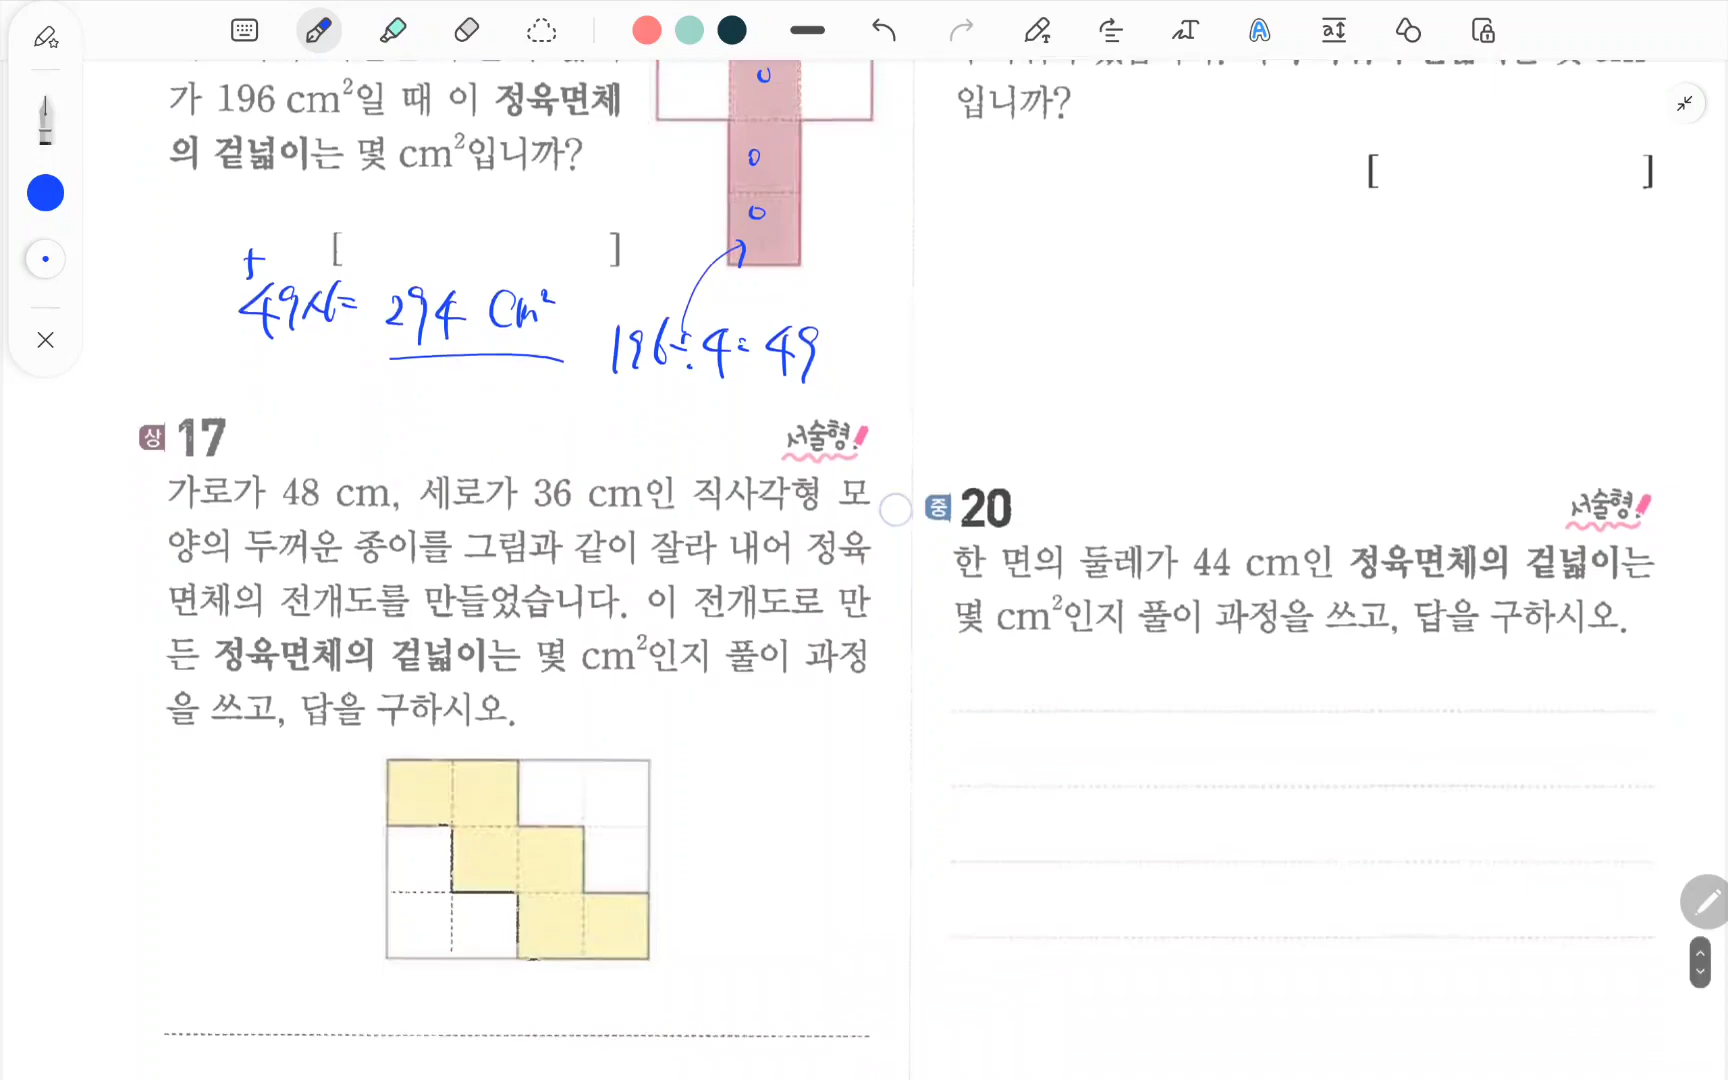 가 196 cm²일 때 이 정육면체
의 겉넓이는 몇 cm²입니까?
[ ]
49×6= 294 cm²
196÷4=49
상 17
서술형!
가로가 48 cm, 세로가 36 cm인 직사각형 모
양의 두꺼운 종이를 그림과 같이 잘라 내어 정육
면체의 전개도를 만들었습니다. 이 전개도로 만
든 정육면체의 겉넓이는 몇 cm²인지 풀이 과정
을 쓰고, 답을 구하시오.
입니까?
[ ]
중 20
서술형!
한 면의 둘레가 44 cm인 정육면체의 겉넓이는
몇 cm²인지 풀이 과정을 쓰고, 답을 구하시오.